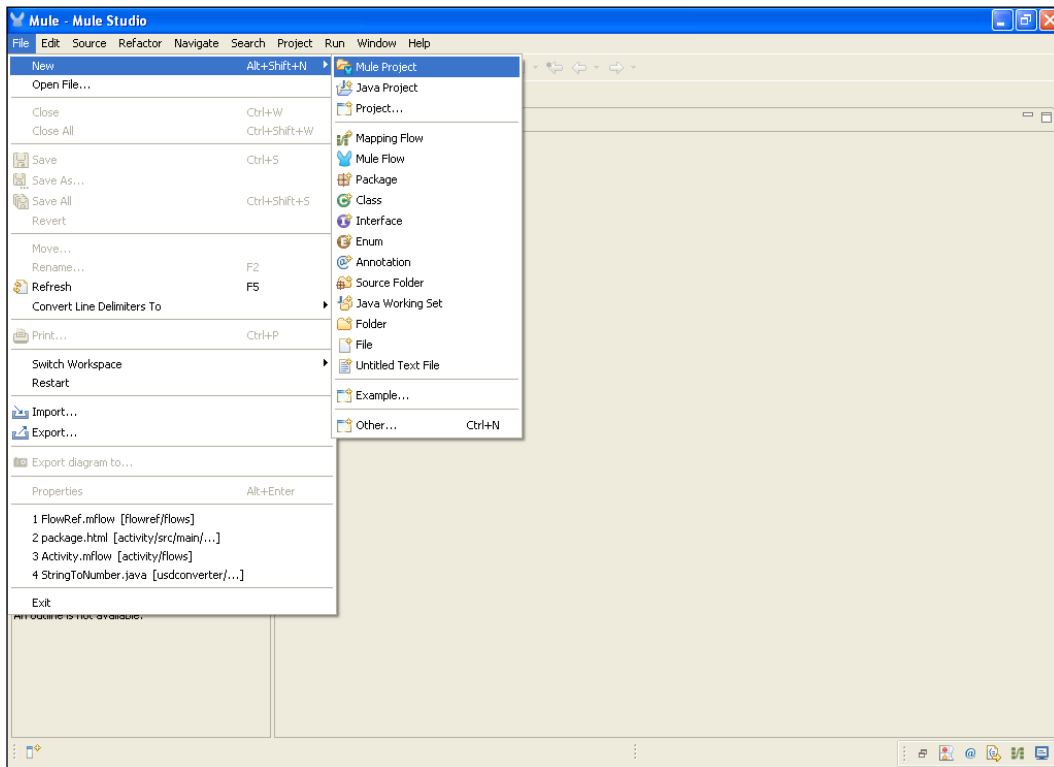 Mule - Mule Studio
File Edit Source Refactor Navigate Search Project Run Window Help
New Alt+Shift+N
Open File...
Close Ctrl+W
Close All Ctrl+Shift+W
Save Ctrl+S
Save As...
Save All Ctrl+Shift+S
Revert
Move...
Rename... F2
Refresh F5
Convert Line Delimiters To
Print... Ctrl+P
Switch Workspace
Restart
Import...
Export...
Export diagram to...
Properties Alt+Enter
1 FlowRef.mflow [flowref/flows]
2 package.html [activity/src/main/...]
3 Activity.mflow [activity/flows]
4 StringToNumber.java [usdconverter/...]
Exit
An outline is not available.
Mule Project
Java Project
Project...
Mapping Flow
Mule Flow
Package
Class
Interface
Enum
Annotation
Source Folder
Java Working Set
Folder
File
Untitled Text File
Example...
Other... Ctrl+N